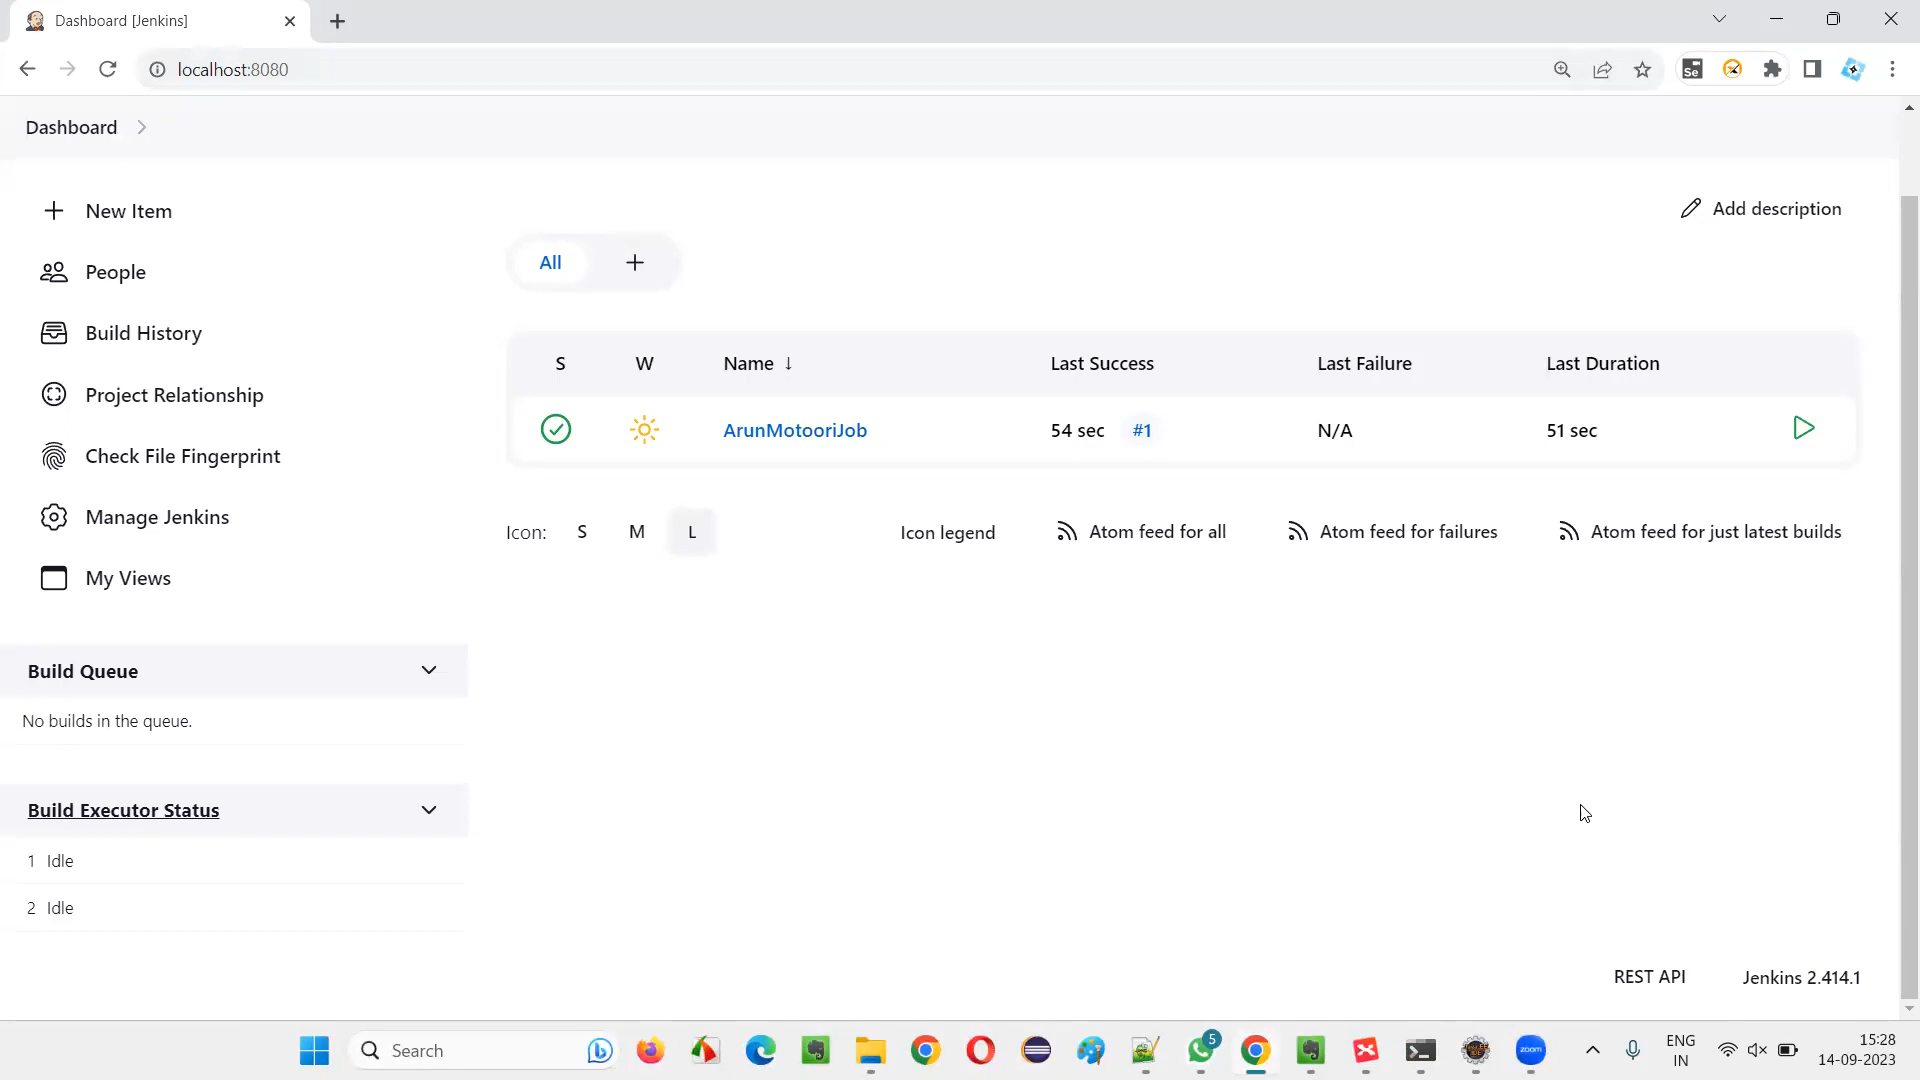 Dashboard [Jenkins]
localhost:8080
Se
Dashboard
New Item
People
Build History
Project Relationship
Check File Fingerprint
Manage Jenkins
My Views
Build Queue
No builds in the queue.
Build Executor Status
1 Idle
2 Idle
Add description
All
S W Name ↓ Last Success Last Failure Last Duration
ArunMotooriJob 54 sec #1 N/A 51 sec
Icon: S M L Icon legend Atom feed for all Atom feed for failures Atom feed for just latest builds
REST API Jenkins 2.414.1
Search
5
zoom
ENG
IN
15:28
14-09-2023